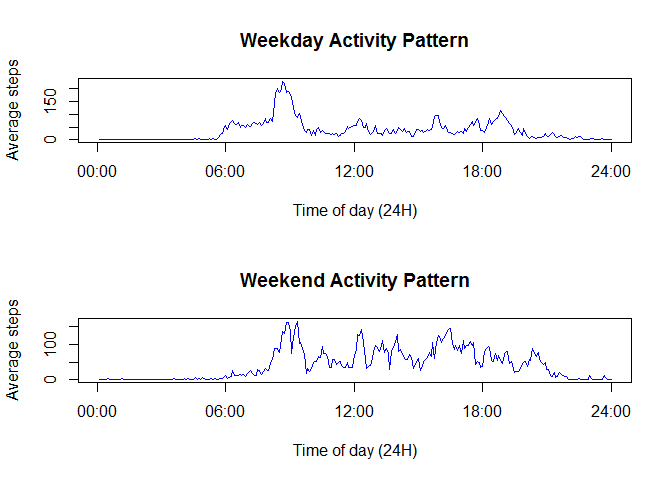 Weekday Activity Pattern
Average steps
150
0
00:00 06:00 12:00 18:00 24:00
Time of day (24H)
Weekend Activity Pattern
Average steps
100
0
00:00 06:00 12:00 18:00 24:00
Time of day (24H)